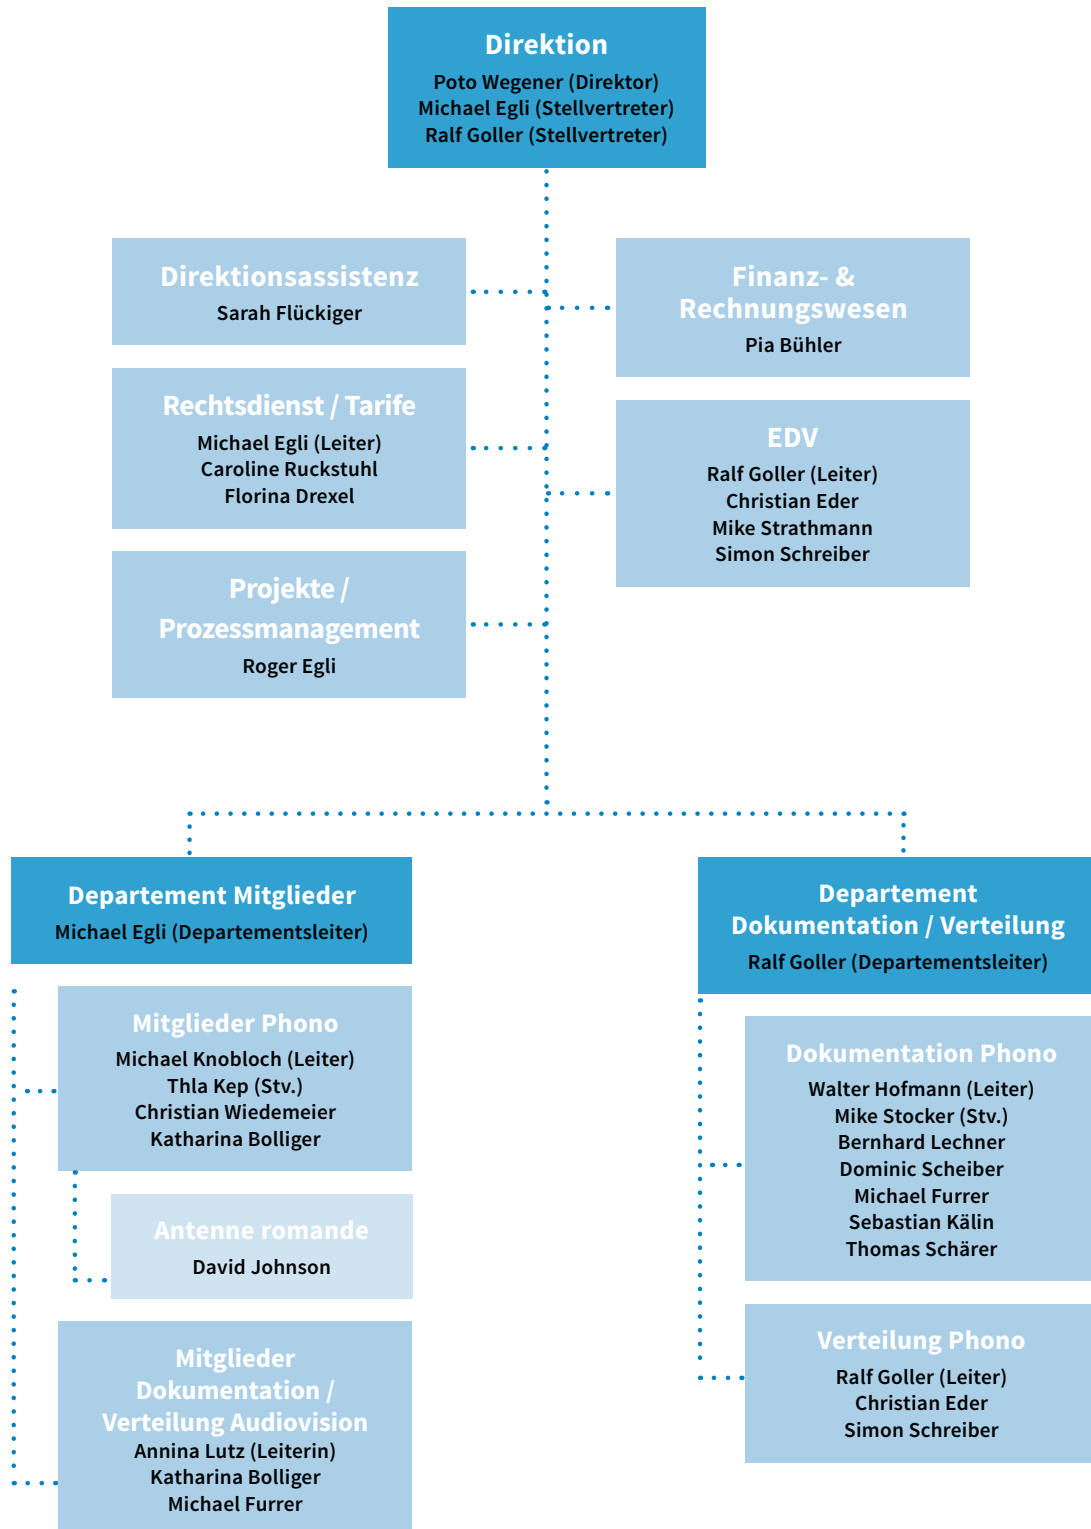 Direktion
Poto Wegener (Direktor)
Michael Egli (Stellvertreter)
Ralf Goller (Stellvertreter)
Direktionsassistenz
Sarah Flückiger
Finanz- &
Rechnungswesen
Pia Bühler
Rechtsdienst / Tarife
Michael Egli (Leiter)
Caroline Ruckstuhl
Florina Drexel
EDV
Ralf Goller (Leiter)
Christian Eder
Mike Strathmann
Simon Schreiber
Projekte /
Prozessmanagement
Roger Egli
Departement Mitglieder
Michael Egli (Departementsleiter)
Mitglieder Phono
Michael Knobloch (Leiter)
Thla Kep (Stv.)
Christian Wiedemeier
Katharina Bolliger
Antenne romande
David Johnson
Mitglieder
Dokumentation /
Verteilung Audiovision
Annina Lutz (Leiterin)
Katharina Bolliger
Michael Furrer
Departement
Dokumentation / Verteilung
Ralf Goller (Departementsleiter)
Dokumentation Phono
Walter Hofmann (Leiter)
Mike Stocker (Stv.)
Bernhard Lechner
Dominic Scheiber
Michael Furrer
Sebastian Kälin
Thomas Schärer
Verteilung Phono
Ralf Goller (Leiter)
Christian Eder
Simon Schreiber